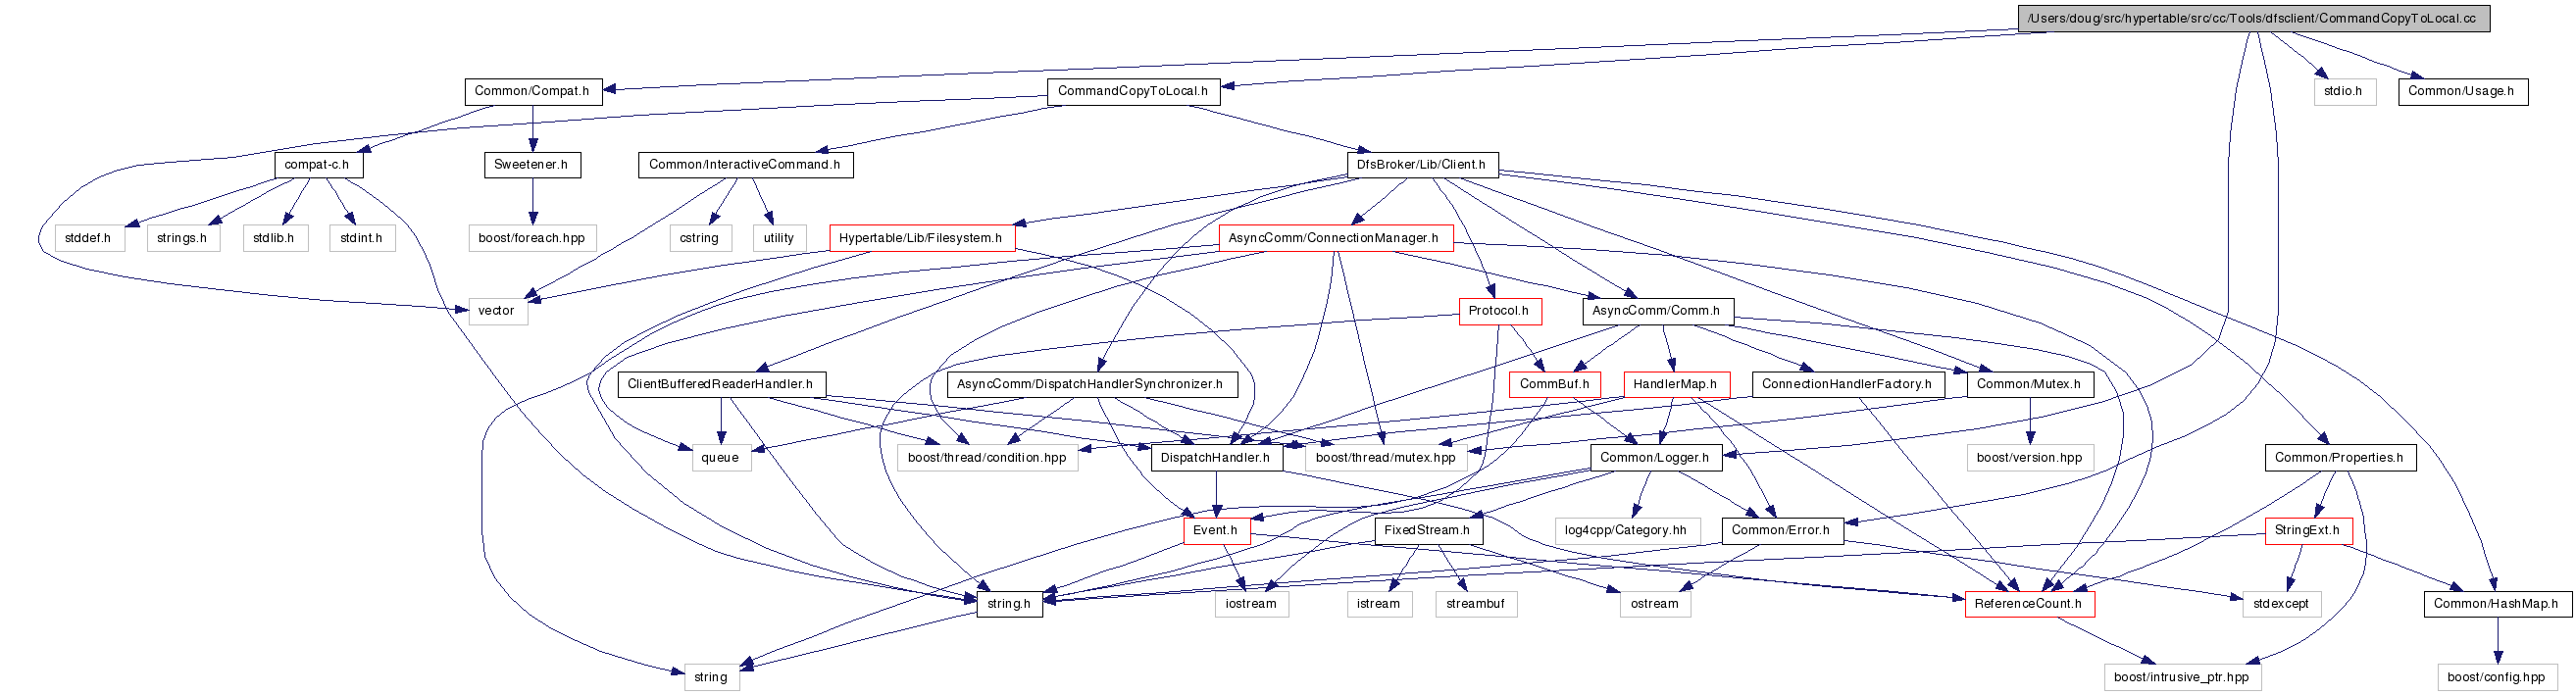 /Users/doug/src/hypertable/src/cc/Tools/dfsclient/CommandCopyToLocal.cc
Common/Compat.h
CommandCopyToLocal.h
stdio.h
Common/Usage.h
compat-c.h
Sweetener.h
Common/InteractiveCommand.h
DfsBroker/Lib/Client.h
stddef.h
strings.h
stdlib.h
stdint.h
boost/foreach.hpp
cstring
utility
Hypertable/Lib/Filesystem.h
AsyncComm/ConnectionManager.h
vector
Protocol.h
AsyncComm/Comm.h
ClientBufferedReaderHandler.h
AsyncComm/DispatchHandlerSynchronizer.h
CommBuf.h
HandlerMap.h
ConnectionHandlerFactory.h
Common/Mutex.h
queue
boost/thread/condition.hpp
DispatchHandler.h
boost/thread/mutex.hpp
Common/Logger.h
boost/version.hpp
Common/Properties.h
Event.h
FixedStream.h
log4cpp/Category.hh
Common/Error.h
StringExt.h
string.h
iostream
istream
streambuf
ostream
ReferenceCount.h
stdexcept
Common/HashMap.h
string
boost/intrusive_ptr.hpp
boost/config.hpp